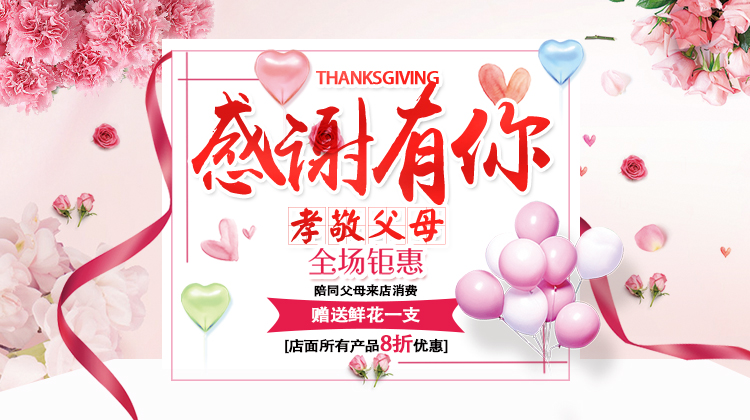 THANKSGIVING
感谢有你
孝敬父母
全场钜惠
陪同父母来店消费
赠送鲜花一支
[店面所有产品8折优惠]